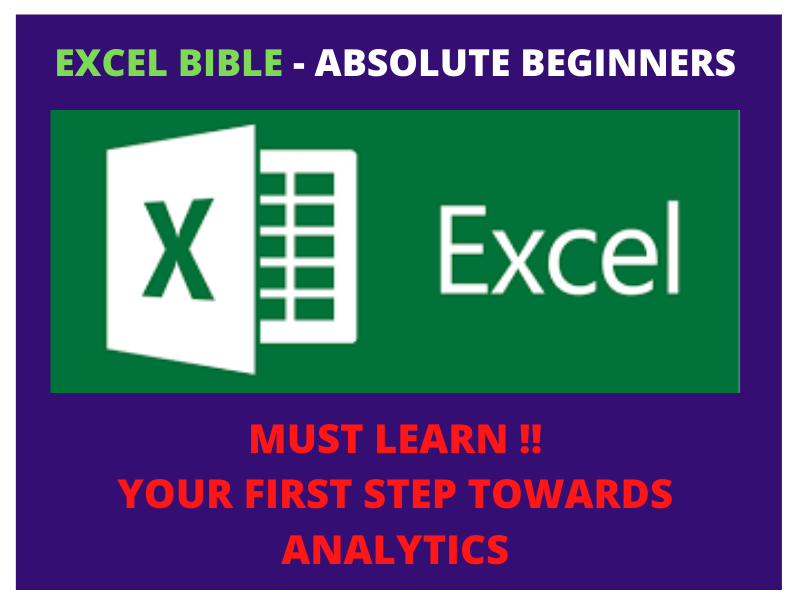 EXCEL BIBLE - ABSOLUTE BEGINNERS
X
Excel
MUST LEARN !!
YOUR FIRST STEP TOWARDS
ANALYTICS